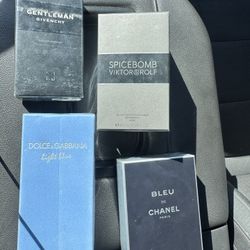 GENTLEMAN
GIVENCHY
SPICEBOMB
VIKTOR&ROLF
DOLCE&GABBANA
light blue
BLEU
DE
CHANEL
PARIS